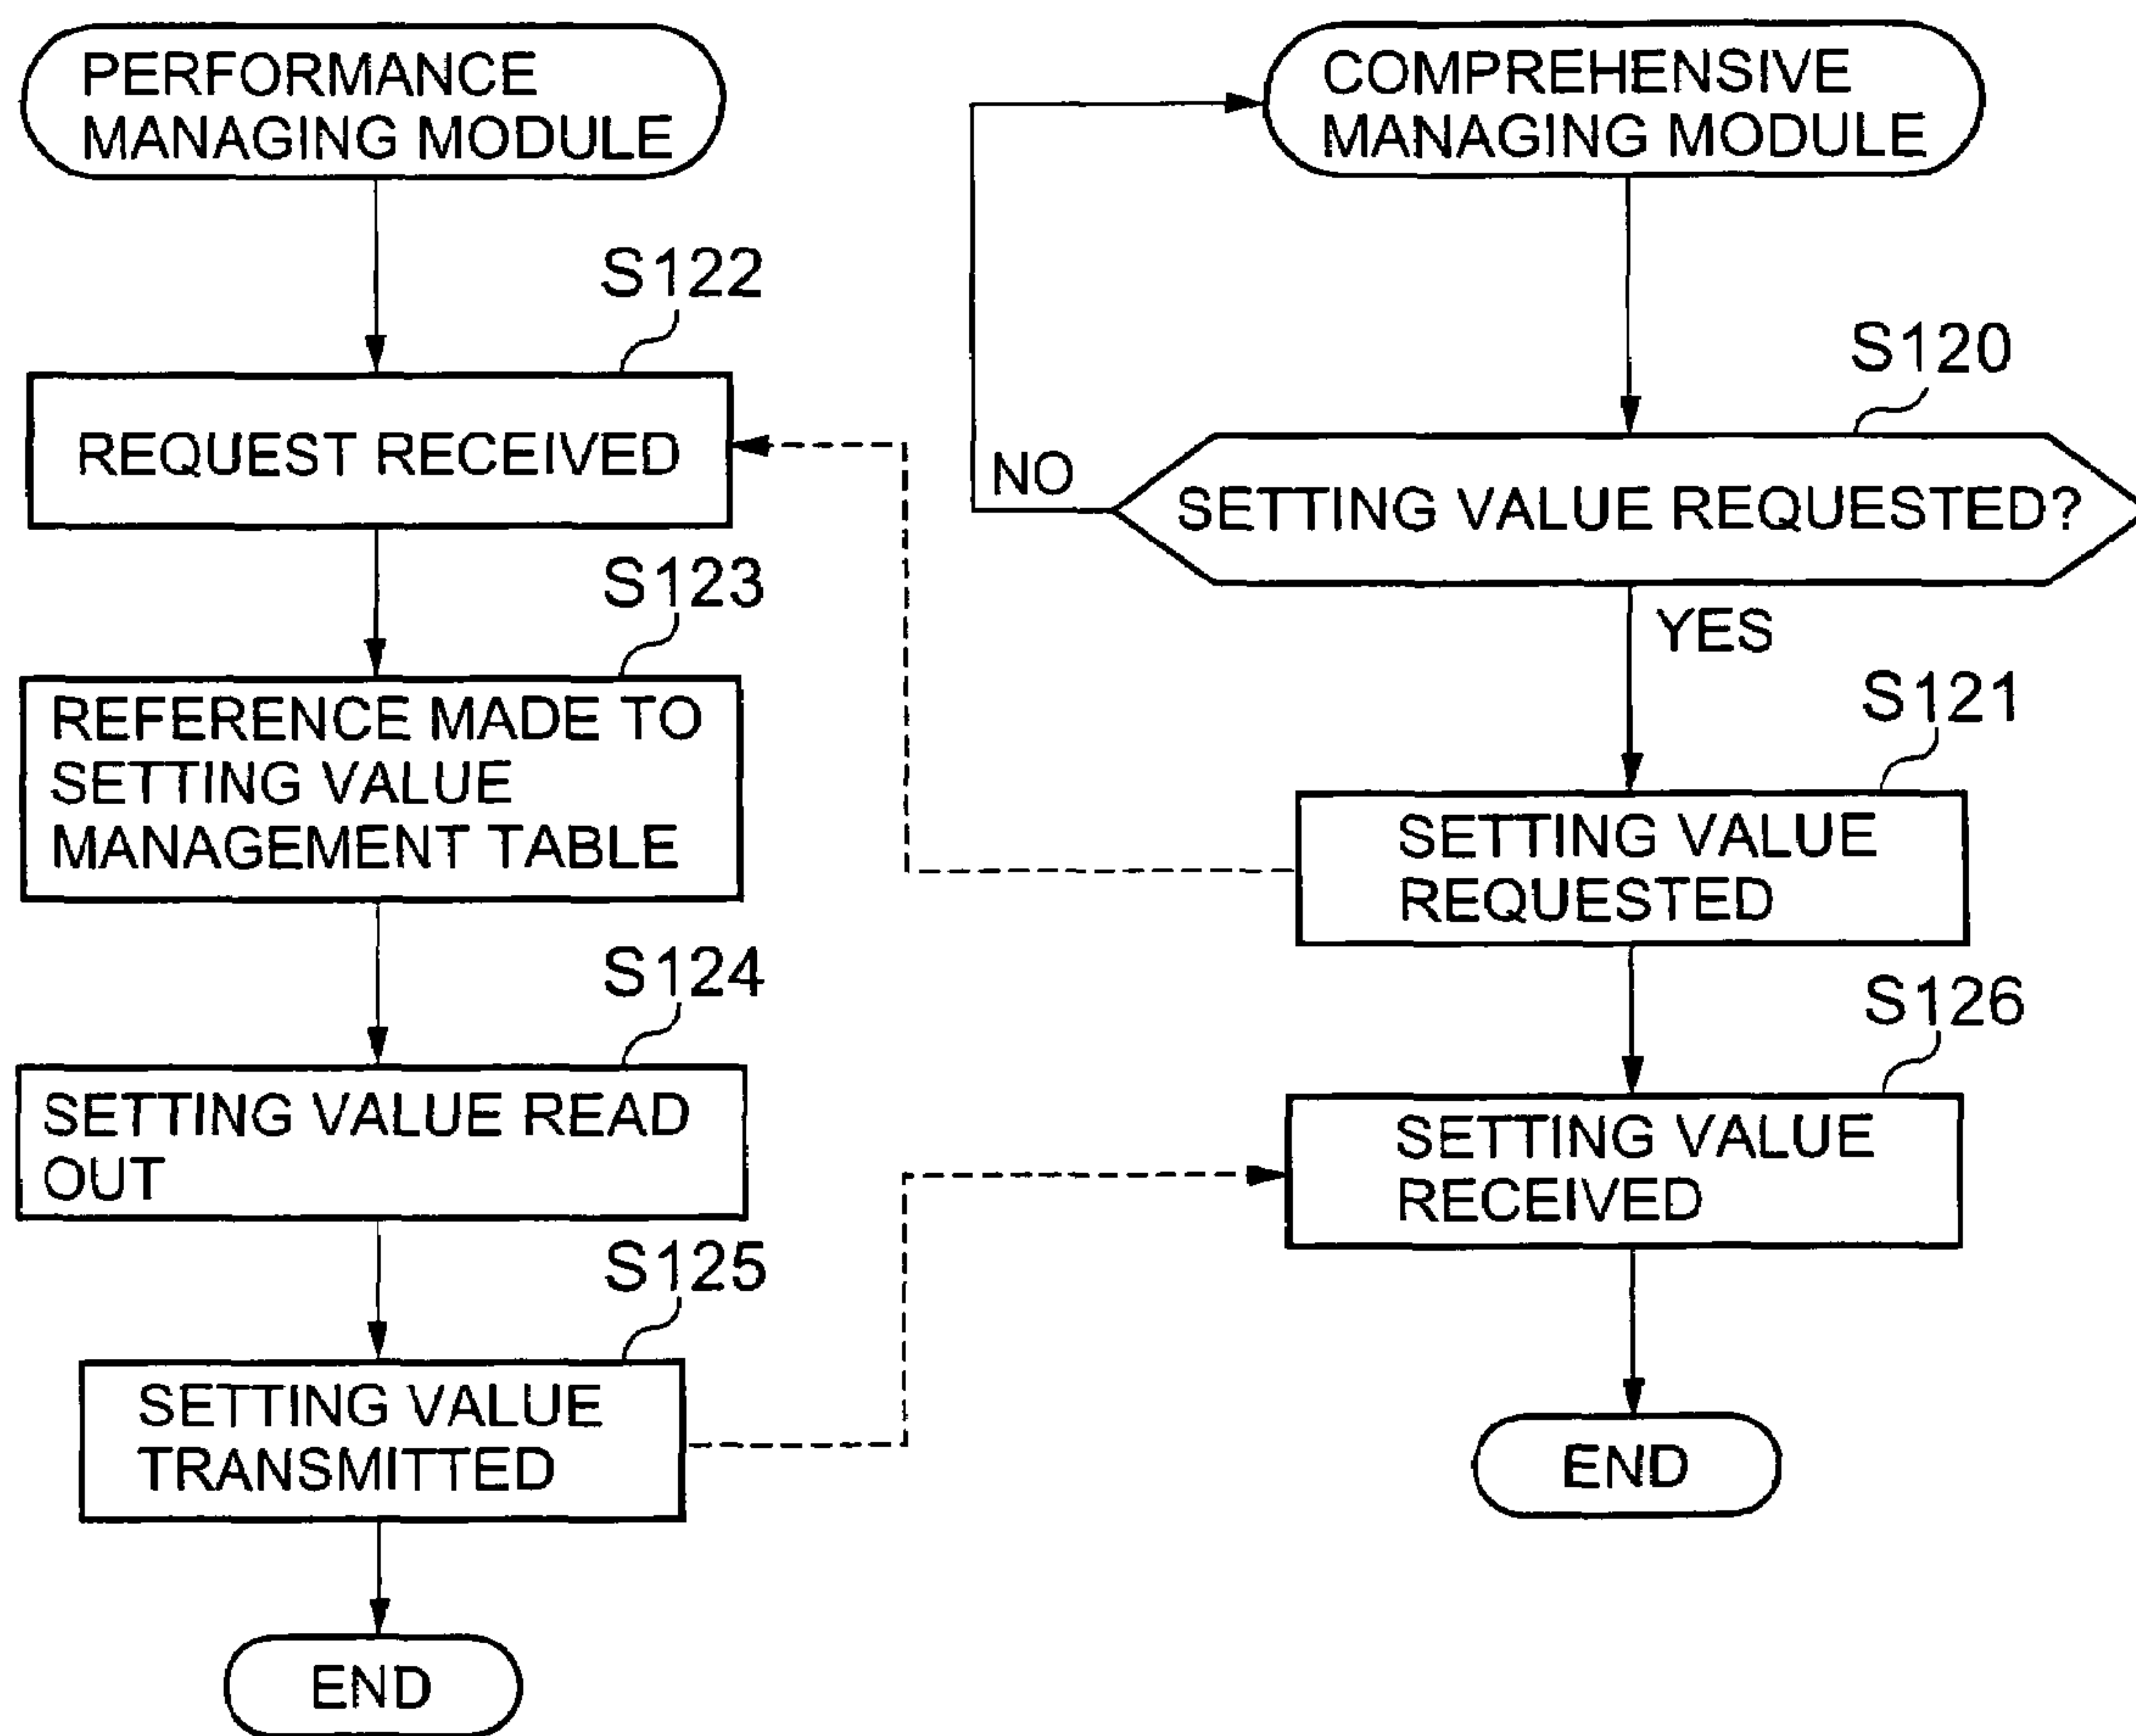 PERFORMANCE
MANAGING MODULE
S122
REQUEST RECEIVED
S123
REFERENCE MADE TO
SETTING VALUE
MANAGEMENT TABLE
S124
SETTING VALUE READ
OUT
S125
SETTING VALUE
TRANSMITTED
END
COMPREHENSIVE
MANAGING MODULE
S120
NO
SETTING VALUE REQUESTED?
YES
S121
SETTING VALUE
REQUESTED
S126
SETTING VALUE
RECEIVED
END